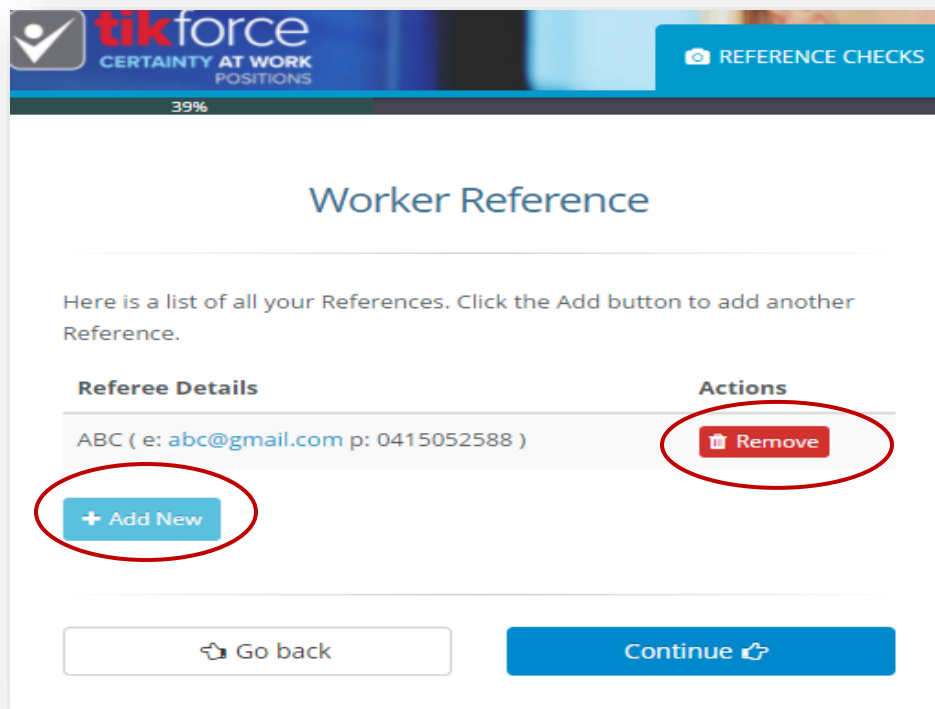 tikforce
CERTAINTY AT WORK
POSITIONS
REFERENCE CHECKS
39%
Worker Reference
Here is a list of all your References. Click the Add button to add another
Reference.
Referee Details Actions
ABC ( e: abc@gmail.com p: 0415052588 ) Remove
+ Add New
Go back Continue